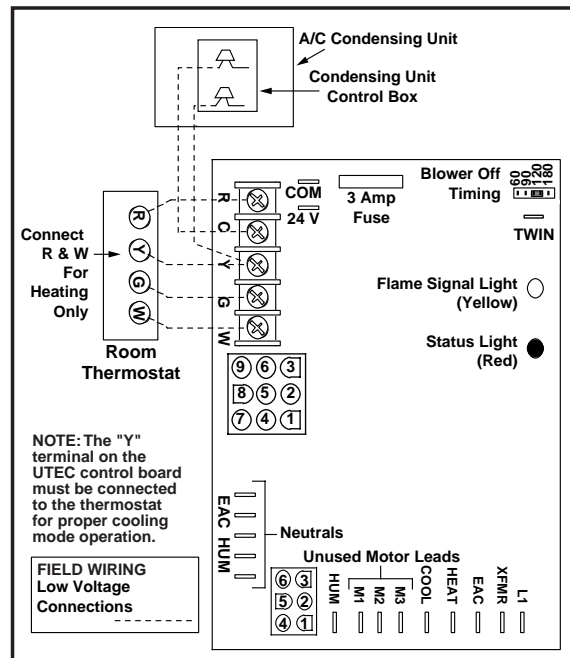 A/C Condensing Unit
Condensing Unit
Control Box
Connect
R & W
For
Heating
Only
R
Y
G
W
Room
Thermostat
R
C
Y
G
W
COM
24 V
3 Amp
Fuse
Blower Off
Timing
60
90
120
180
TWIN
Flame Signal Light
(Yellow)
Status Light
(Red)
9 6 3
8 5 2
7 4 1
NOTE: The "Y"
terminal on the
UTEC control board
must be connected
to the thermostat
for proper cooling
mode operation.
FIELD WIRING
Low Voltage
Connections
EAC HUM
Neutrals
Unused Motor Leads
6 3
5 2
4 1
HUM
M1
M2
M3
COOL
HEAT
EAC
XFMR
L1